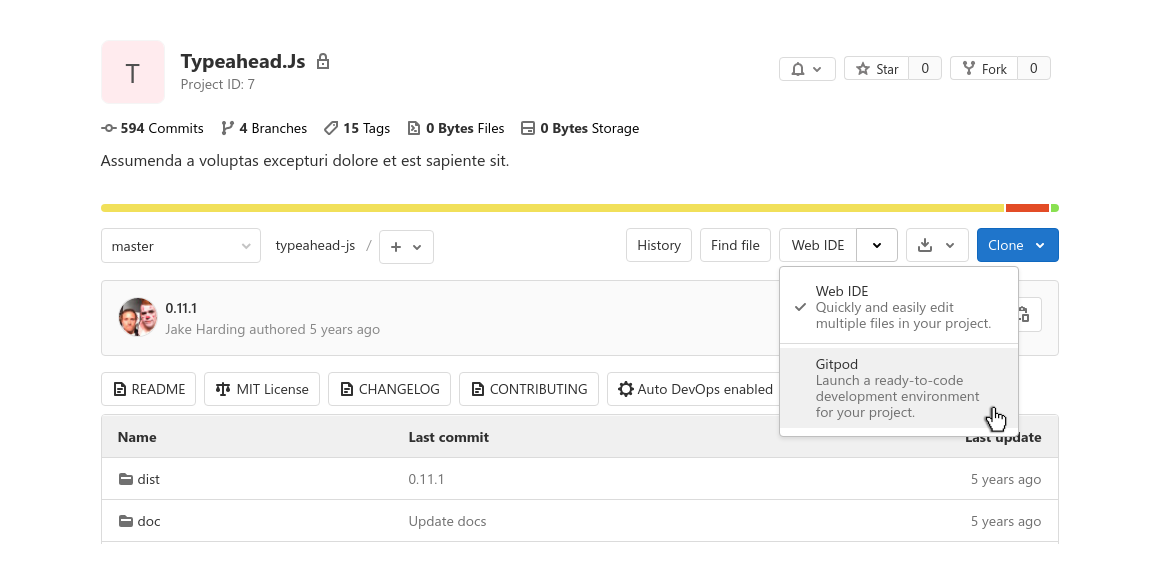 T
Typeahead.Js
Project ID: 7
Star 0
Fork 0
594 Commits 4 Branches 15 Tags 0 Bytes Files 0 Bytes Storage
Assumenda a voluptas excepturi dolore et est sapiente sit.
master typeahead-js / + History Find file Web IDE Clone
Web IDE
Quickly and easily edit
multiple files in your project.
Gitpod
Launch a ready-to-code
development environment
for your project.
0.11.1
Jake Harding authored 5 years ago
README MIT License CHANGELOG CONTRIBUTING Auto DevOps enabled
Name Last commit Last update
dist 0.11.1 5 years ago
doc Update docs 5 years ago